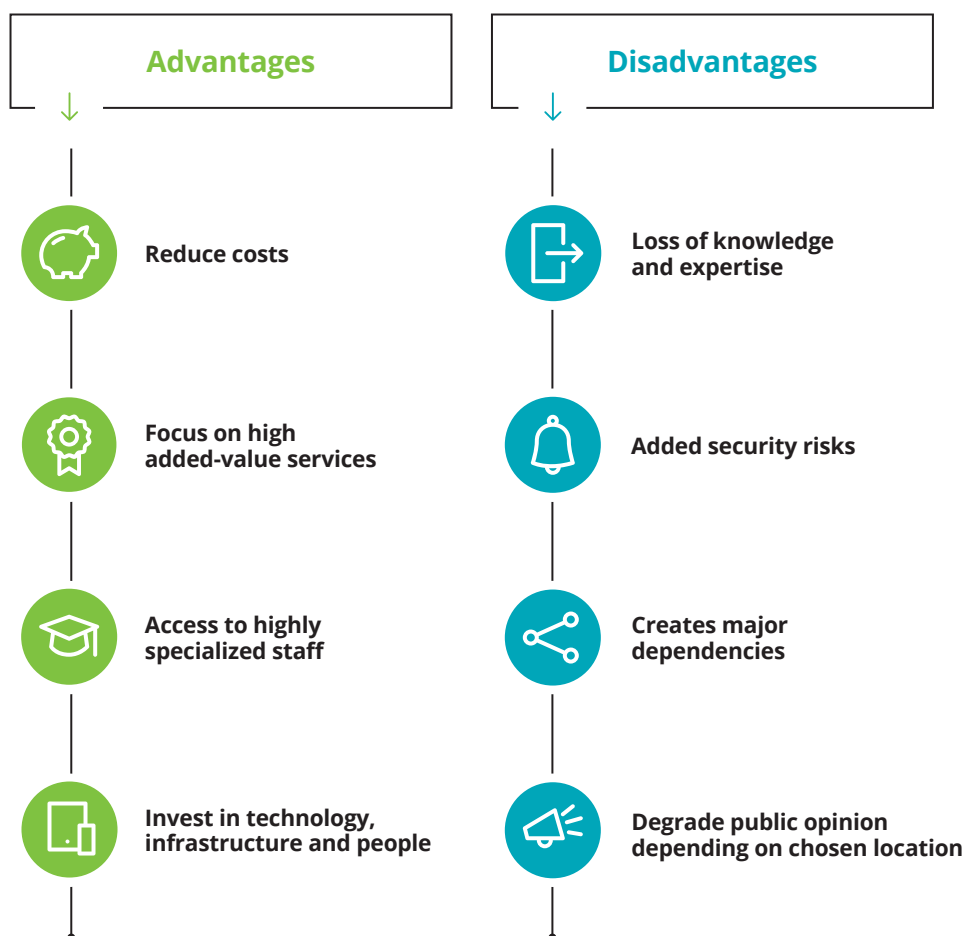 Advantages
Reduce costs
Focus on high
added-value services
Access to highly
specialized staff
Invest in technology,
infrastructure and people
Disadvantages
Loss of knowledge
and expertise
Added security risks
Creates major
dependencies
Degrade public opinion
depending on chosen location